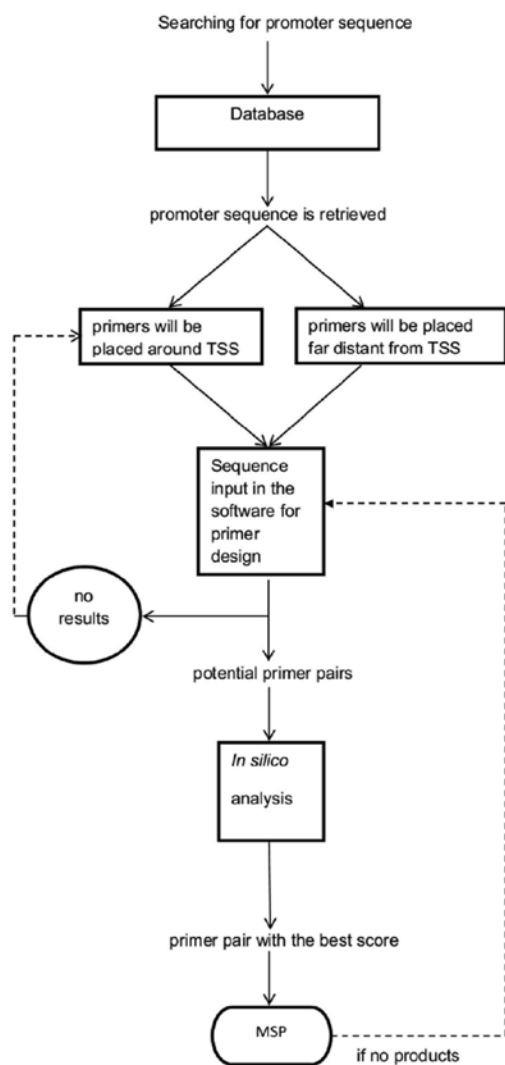 Searching for promoter sequence
Database
promoter sequence is retrieved
primers will be
placed around TSS
primers will be placed
far distant from TSS
Sequence
input in the
software for
primer
design
no
results
potential primer pairs
In silico
analysis
primer pair with the best score
MSP
if no products